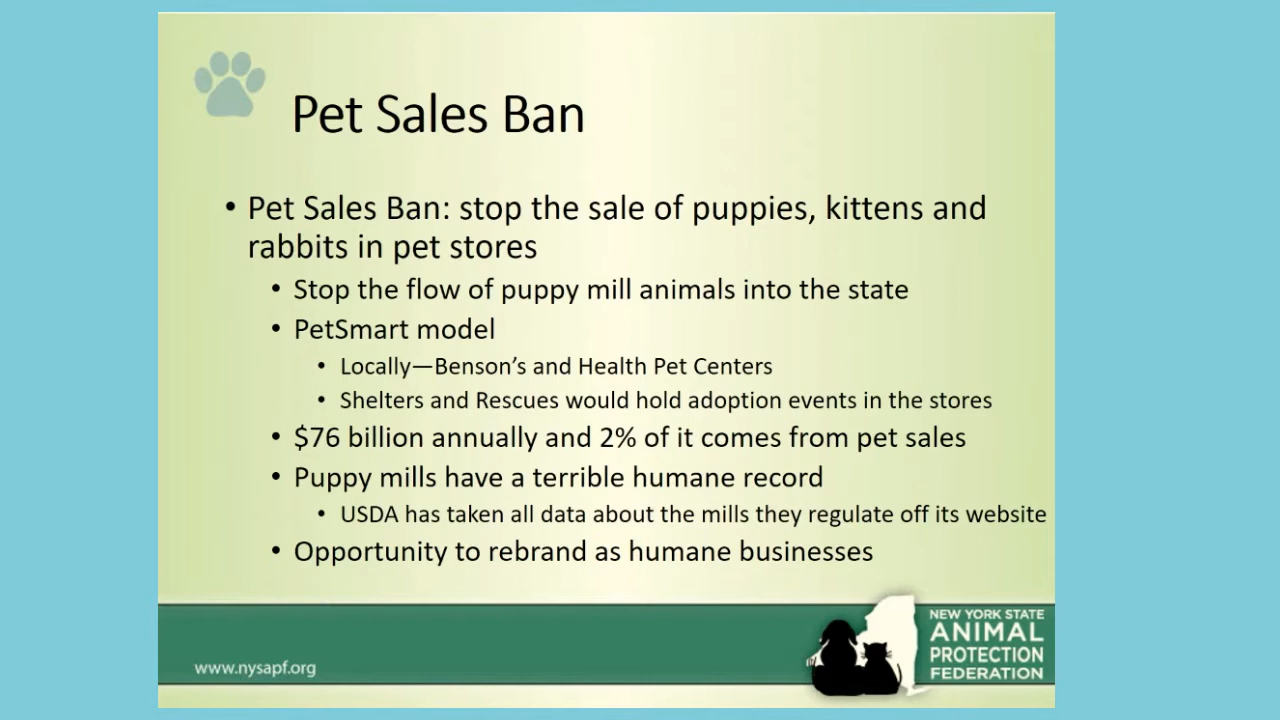 Pet Sales Ban
• Pet Sales Ban: stop the sale of puppies, kittens and
rabbits in pet stores
• Stop the flow of puppy mill animals into the state
• PetSmart model
• Locally—Benson's and Health Pet Centers
• Shelters and Rescues would hold adoption events in the stores
• $76 billion annually and 2% of it comes from pet sales
• Puppy mills have a terrible humane record
• USDA has taken all data about the mills they regulate off its website
• Opportunity to rebrand as humane businesses
www.nysapf.org
NEW YORK STATE
ANIMAL
PROTECTION
FEDERATION